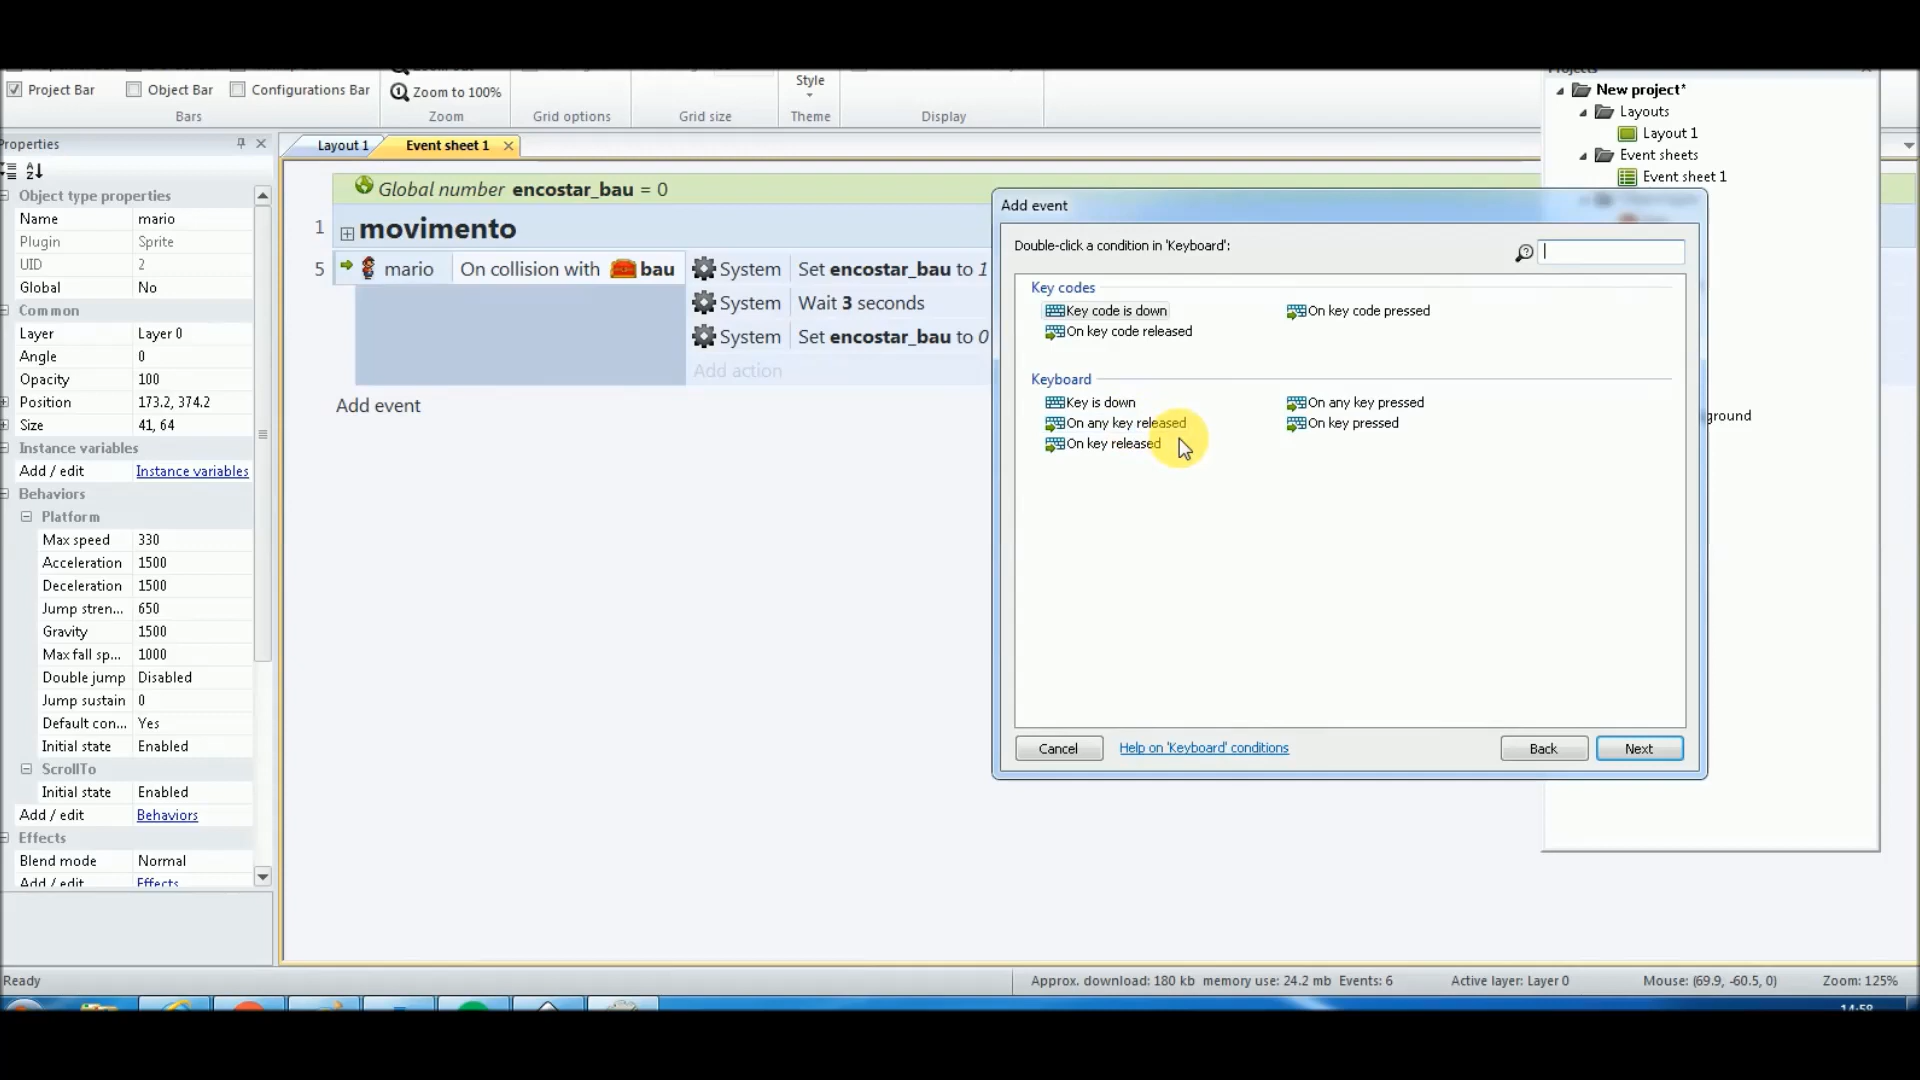 Project Bar
Object Bar
Configurations Bar
Bars
Zoom to 100%
Zoom
Grid options
Grid size
Style
Theme
Display
Properties
Layout 1
Event sheet 1
Object type properties
Name mario
Plugin Sprite
UID 2
Global No
Common
Layer Layer 0
Angle 0
Opacity 100
Position 173.2, 374.2
Size 41, 64
Instance variables
Add / edit Instance variables
Behaviors
Platform
Max speed 330
Acceleration 1500
Deceleration 1500
Jump stren... 650
Gravity 1500
Max fall sp... 1000
Double jump Disabled
Jump sustain 0
Default con... Yes
Initial state Enabled
ScrollTo
Initial state Enabled
Add / edit Behaviors
Effects
Blend mode Normal
Add / edit Effects
Global number encostar_bau = 0
1 movimento
5 mario On collision with bau System Set encostar_bau to 1
System Wait 3 seconds
System Set encostar_bau to 0
Add action
Add event
Add event
Double-click a condition in 'Keyboard':
Key codes
Key code is down On key code pressed
On key code released
Keyboard
Key is down On any key pressed
On any key released On key pressed
On key released
Cancel Help on 'Keyboard' conditions Back Next
Projects
New project*
Layouts
Layout 1
Event sheets
Event sheet 1
ground
Ready
Approx. download: 180 kb memory use: 24.2 mb Events: 6
Active layer: Layer 0
Mouse: (69.9, -60.5, 0)
Zoom: 125%
14:58